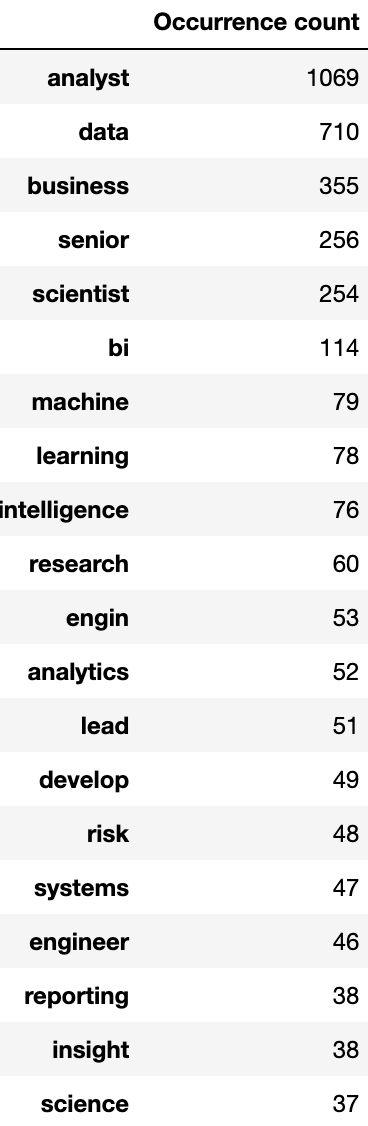 Occurrence count
analyst 1069
data 710
business 355
senior 256
scientist 254
bi 114
machine 79
learning 78
intelligence 76
research 60
engin 53
analytics 52
lead 51
develop 49
risk 48
systems 47
engineer 46
reporting 38
insight 38
science 37